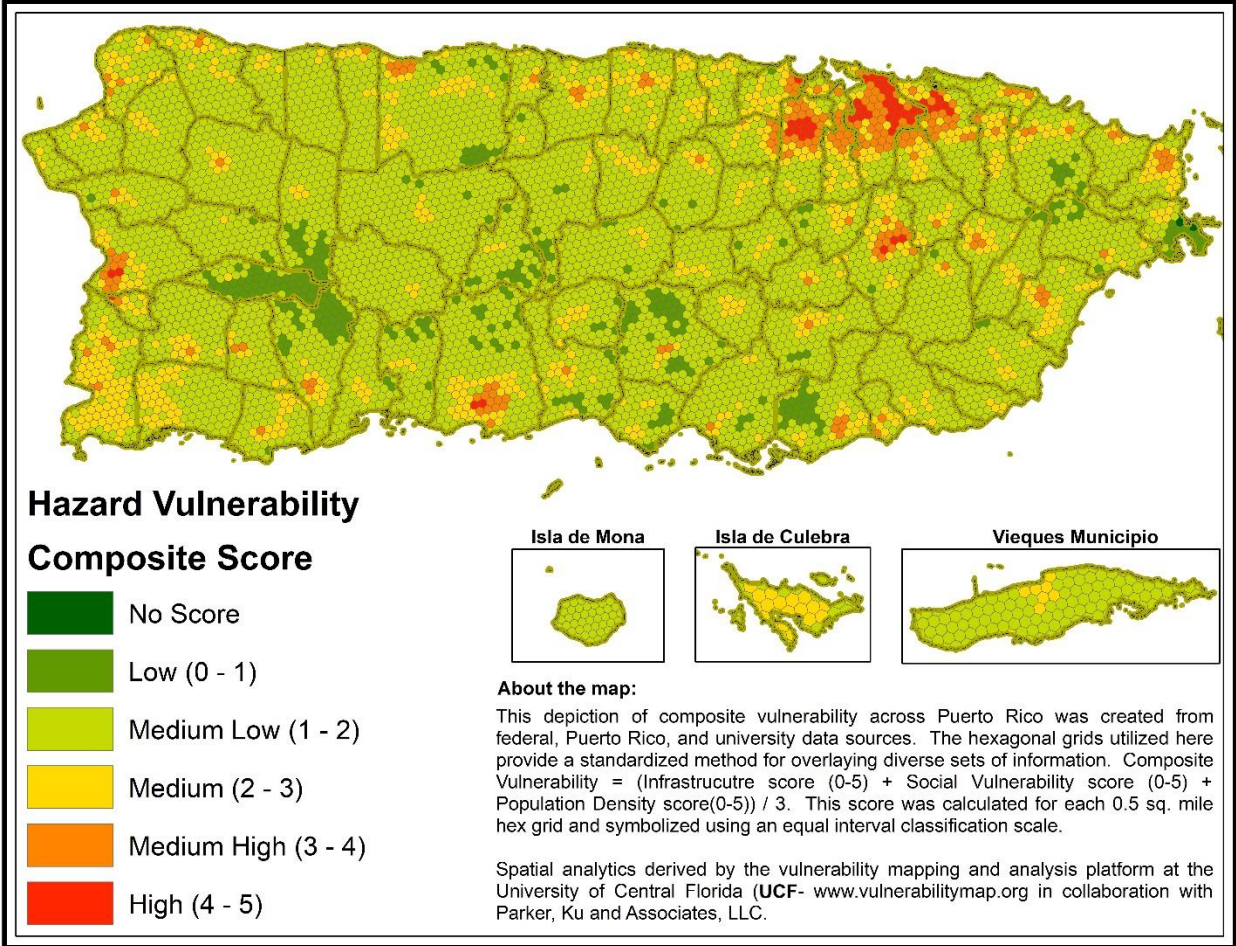 Hazard Vulnerability
Composite Score
No Score
Low (0 - 1)
Medium Low (1 - 2)
Medium (2 - 3)
Medium High (3 - 4)
High (4 - 5)
Isla de Mona
Isla de Culebra
Vieques Municipio
About the map:
This depiction of composite vulnerability across Puerto Rico was created from
federal, Puerto Rico, and university data sources. The hexagonal grids utilized here
provide a standardized method for overlaying diverse sets of information. Composite
Vulnerability = (Infrastrucutre score (0-5) + Social Vulnerability score (0-5) +
Population Density score(0-5)) / 3. This score was calculated for each 0.5 sq. mile
hex grid and symbolized using an equal interval classification scale.
Spatial analytics derived by the vulnerability mapping and analysis platform at the
University of Central Florida (UCF- www.vulnerabilitymap.org in collaboration with
Parker, Ku and Associates, LLC.